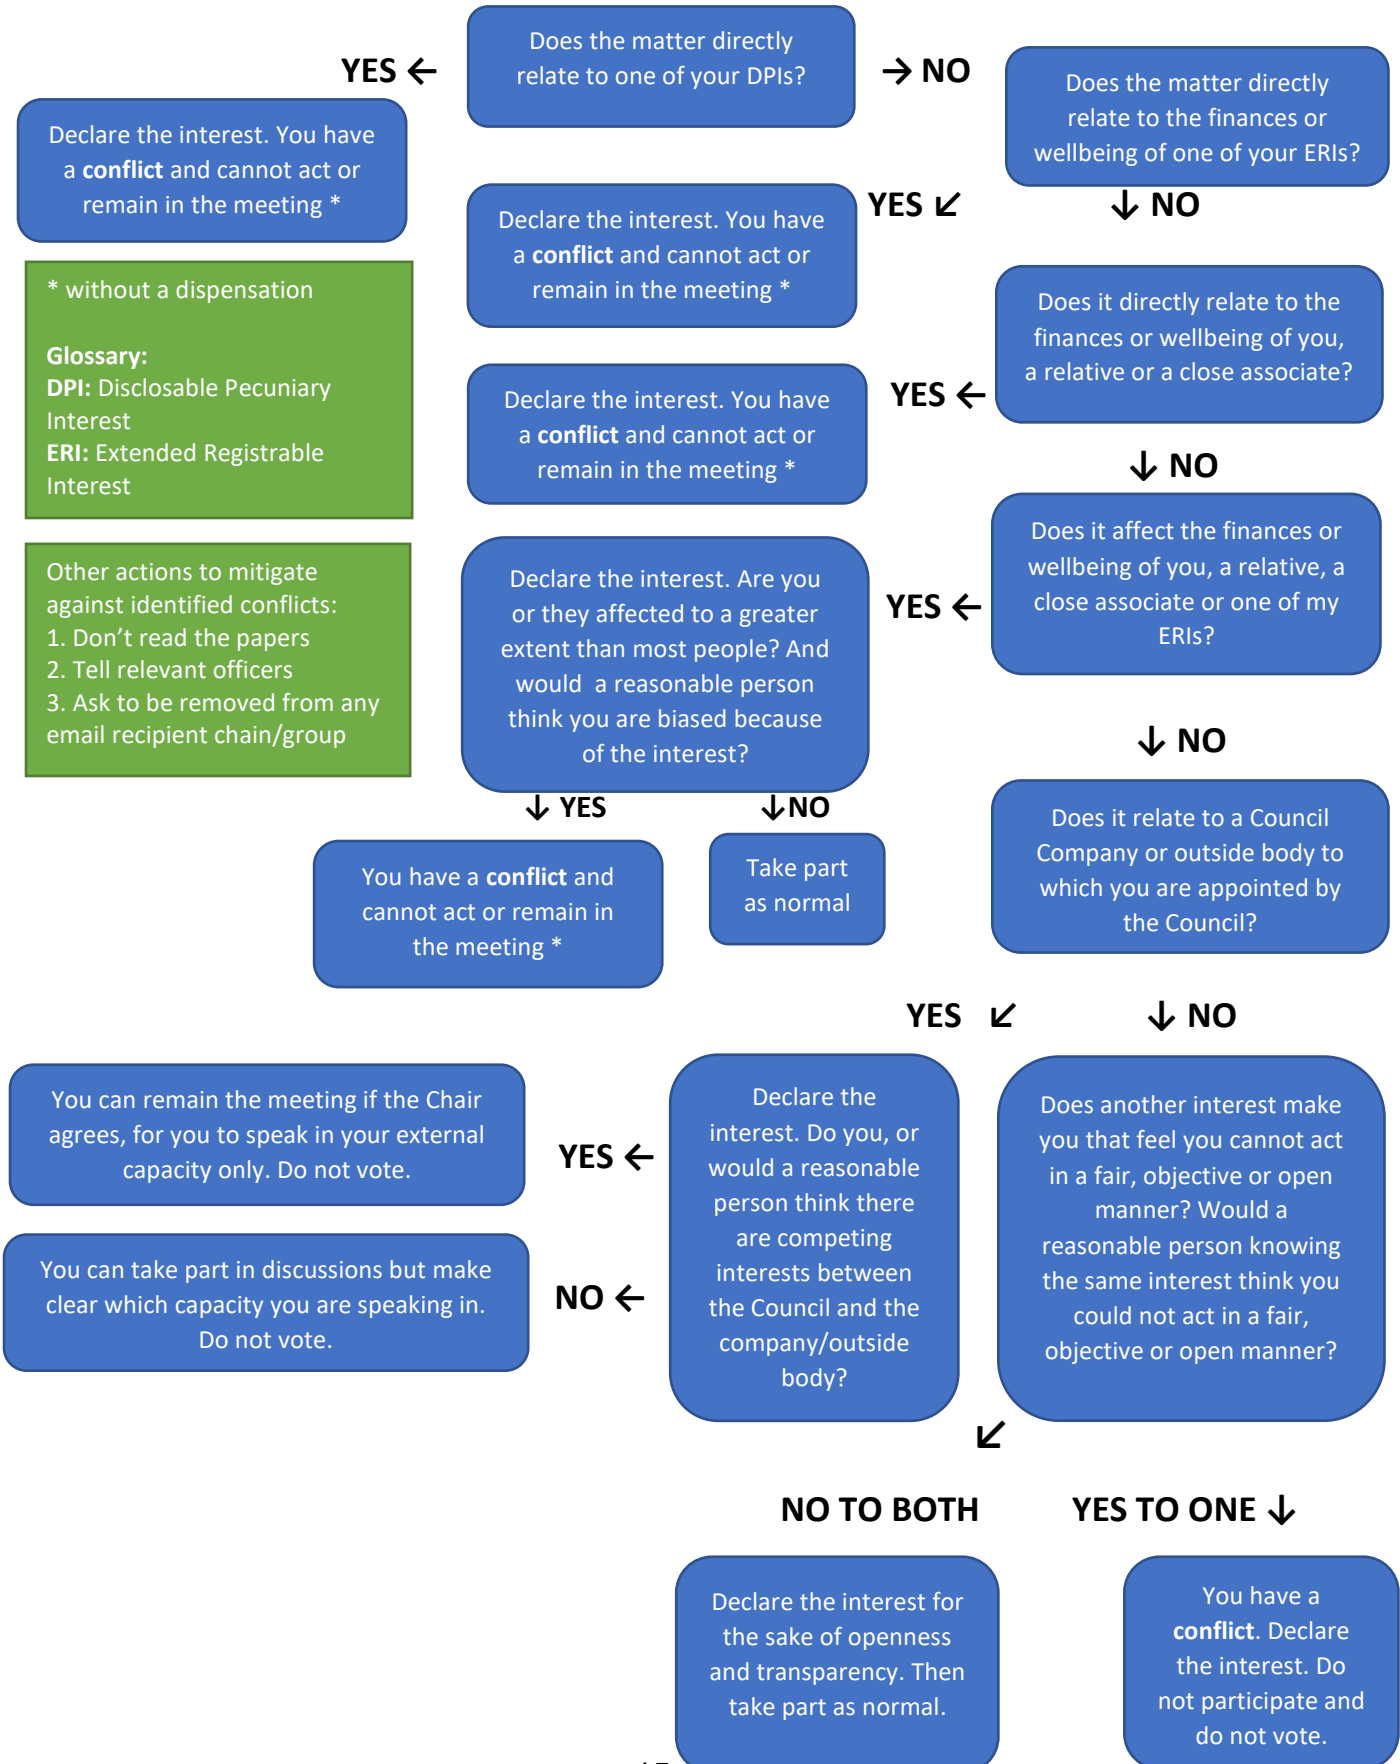 Does the matter directly
relate to one of your DPIs?
YES ←
→ NO
Declare the interest. You have
a conflict and cannot act or
remain in the meeting *
Does the matter directly
relate to the finances or
wellbeing of one of your ERIs?
YES ↙
↓ NO
Declare the interest. You have
a conflict and cannot act or
remain in the meeting *
* without a dispensation
Glossary:
DPI: Disclosable Pecuniary
Interest
ERI: Extended Registrable
Interest
Does it directly relate to the
finances or wellbeing of you,
a relative or a close associate?
YES ←
↓ NO
Declare the interest. You have
a conflict and cannot act or
remain in the meeting *
Other actions to mitigate
against identified conflicts:
1. Don’t read the papers
2. Tell relevant officers
3. Ask to be removed from any
email recipient chain/group
Does it affect the finances or
wellbeing of you, a relative, a
close associate or one of my
ERIs?
YES ←
↓ NO
Declare the interest. Are you
or they affected to a greater
extent than most people? And
would  a reasonable person
think you are biased because
of the interest?
↓ YES
↓NO
You have a conflict and
cannot act or remain in
the meeting *
Take part
as normal
Does it relate to a Council
Company or outside body to
which you are appointed by
the Council?
YES ↙
↓ NO
Declare the
interest. Do you, or
would a reasonable
person think there
are competing
interests between
the Council and the
company/outside
body?
YES ←
You can remain the meeting if the Chair
agrees, for you to speak in your external
capacity only. Do not vote.
NO ←
You can take part in discussions but make
clear which capacity you are speaking in.
Do not vote.
Does another interest make
you that feel you cannot act
in a fair, objective or open
manner? Would a
reasonable person knowing
the same interest think you
could not act in a fair,
objective or open manner?
↙
NO TO BOTH
YES TO ONE ↓
Declare the interest for
the sake of openness
and transparency. Then
take part as normal.
You have a
conflict. Declare
the interest. Do
not participate and
do not vote.